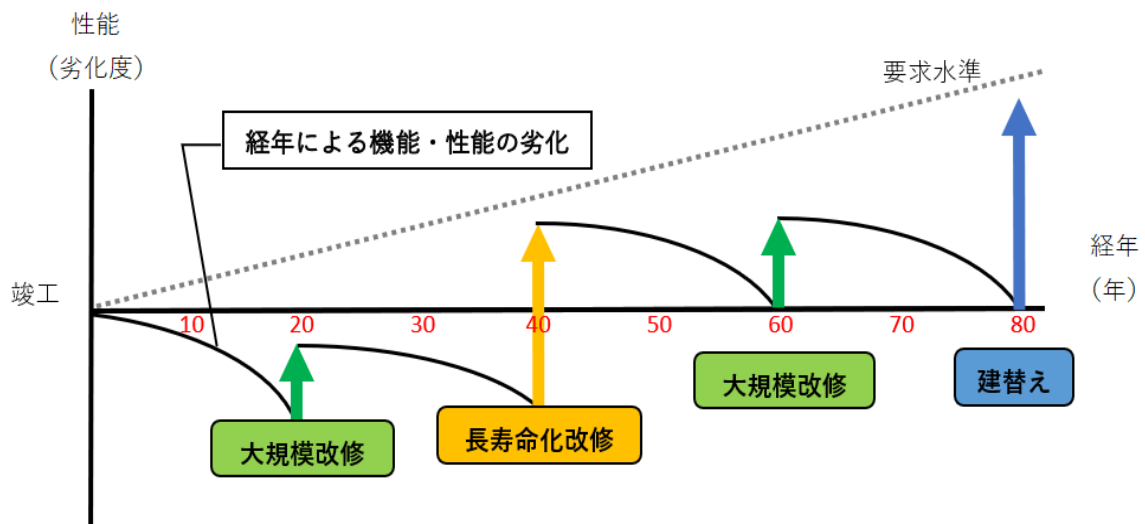 性能
（劣化度）
要求水準
経年による機能・性能の劣化
経年
（年）
竣工
10
20
30
40
50
60
70
80
大規模改修
長寿命化改修
大規模改修
建替え